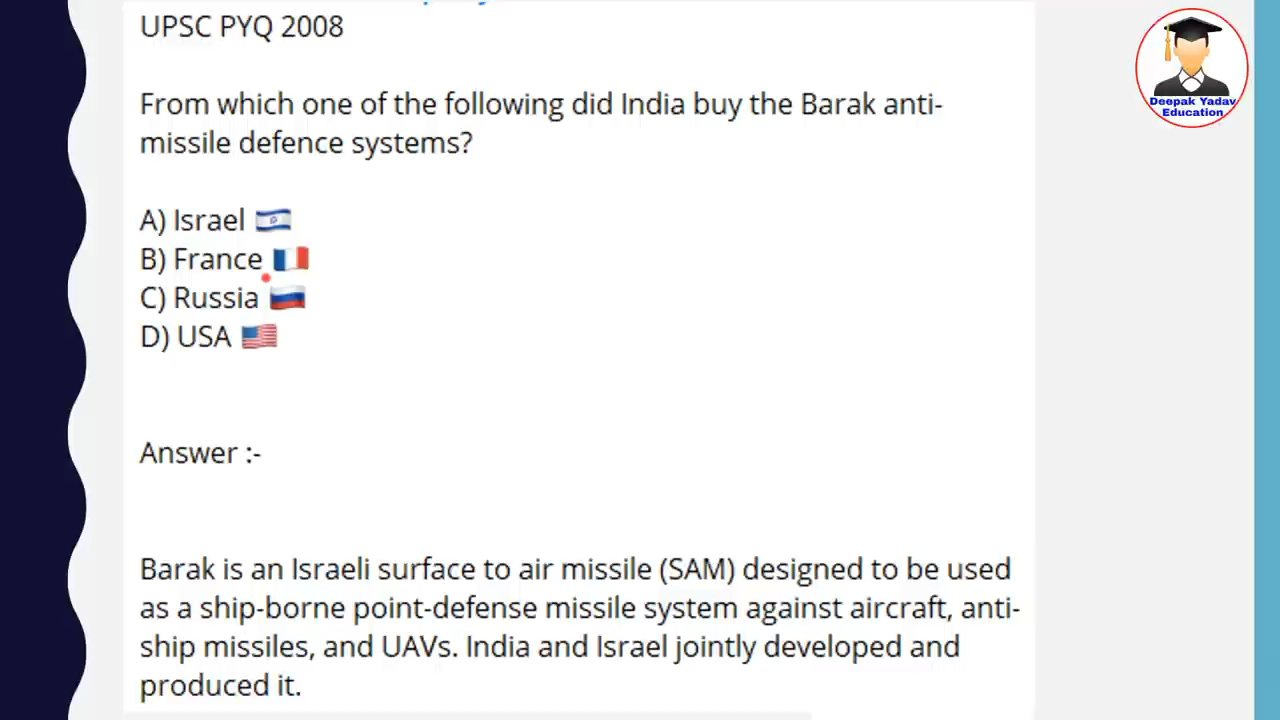 UPSC PYQ 2008
From which one of the following did India buy the Barak anti-
missile defence systems?
A) Israel 🇮🇱
B) France 🇫🇷
C) Russia 🇷🇺
D) USA 🇺🇸
Answer :-
Barak is an Israeli surface to air missile (SAM) designed to be used
as a ship-borne point-defense missile system against aircraft, anti-
ship missiles, and UAVs. India and Israel jointly developed and
produced it.
Deepak Yadav
Education